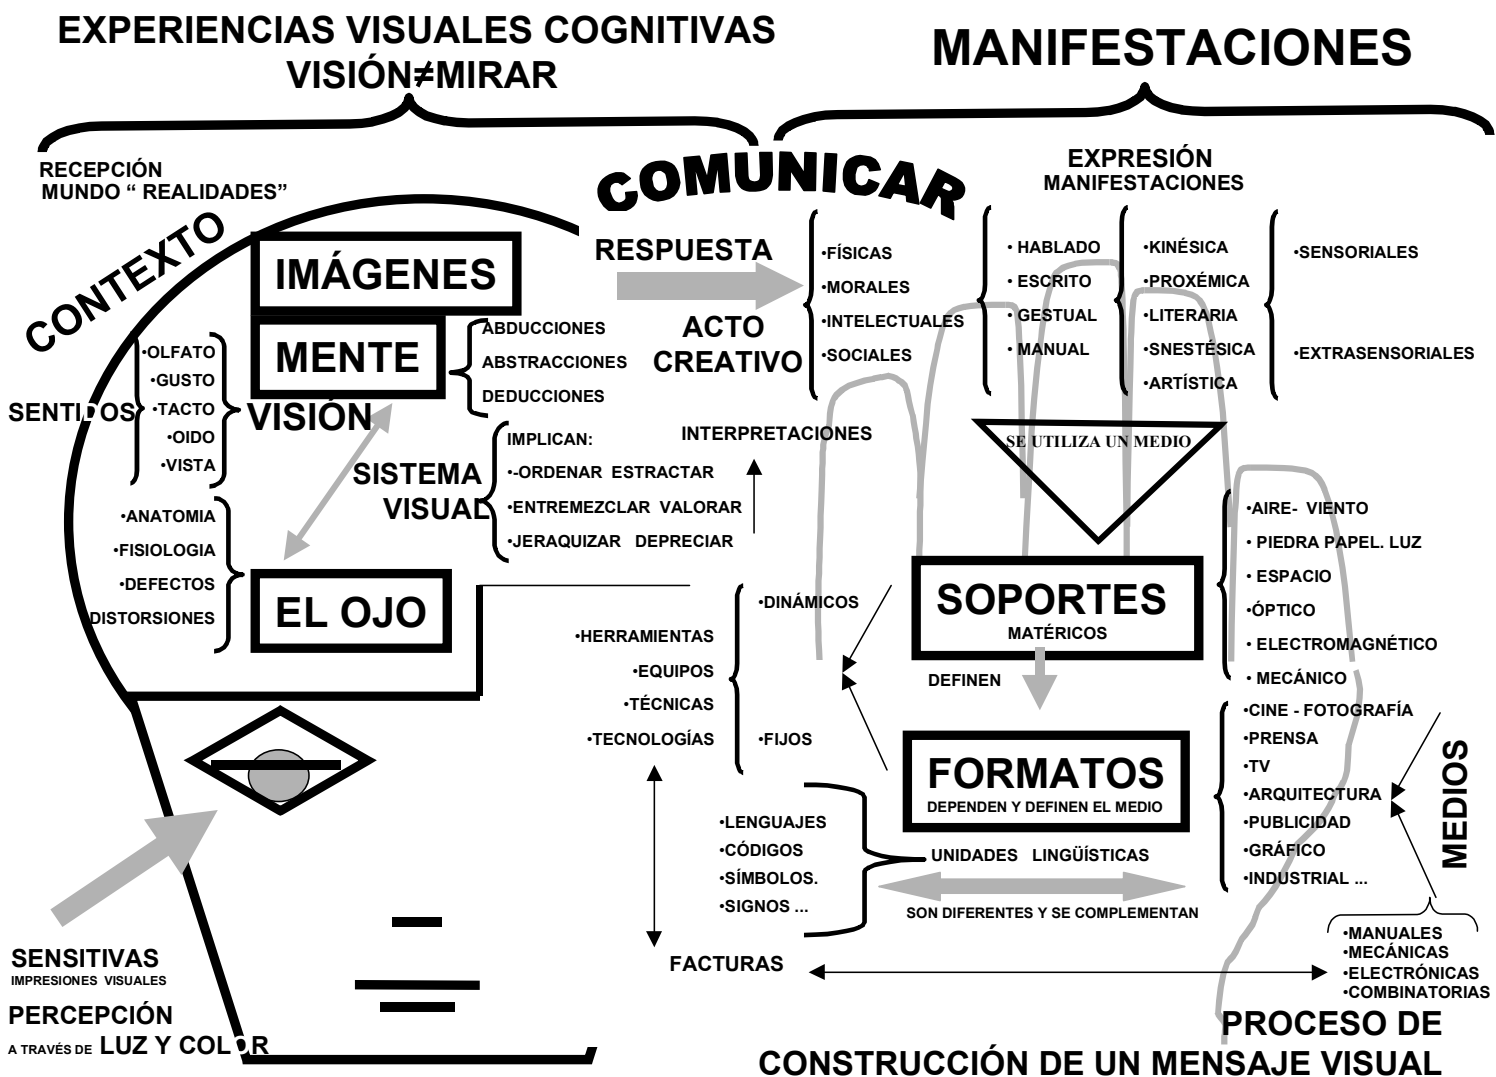 EXPERIENCIAS VISUALES COGNITIVAS
VISIÓN≠MIRAR
MANIFESTACIONES
RECEPCIÓN
MUNDO “ REALIDADES”
CONTEXTO
IMÁGENES
MENTE
•ABDUCCIONES
ABSTRACCIONES
DEDUCCIONES
SENTIDOS
•OLFATO
•GUSTO
•TACTO
•OIDO
•VISTA
VISIÓN
SISTEMA
VISUAL
IMPLICAN:
•-ORDENAR ESTRACTAR
•ENTREMEZCLAR VALORAR
•JERAQUIZAR DEPRECIAR
•ANATOMIA
•FISIOLOGIA
•DEFECTOS
DISTORSIONES
EL OJO
SENSITIVAS
IMPRESIONES VISUALES
PERCEPCIÓN
A TRAVÉS DE LUZ Y COLOR
COMUNICAR
RESPUESTA
ACTO
CREATIVO
INTERPRETACIONES
EXPRESIÓN
MANIFESTACIONES
•FÍSICAS
•MORALES
•INTELECTUALES
•SOCIALES
• HABLADO
• ESCRITO
• GESTUAL
• MANUAL
•KINÉSICA
•PROXÉMICA
•LITERARIA
•SNESTÉSICA
•ARTÍSTICA
•SENSORIALES
•EXTRASENSORIALES
SE UTILIZA UN MEDIO
SOPORTES
MATÉRICOS
•AIRE- VIENTO
• PIEDRA PAPEL. LUZ
• ESPACIO
•ÓPTICO
• ELECTROMAGNÉTICO
• MECÁNICO
DEFINEN
•HERRAMIENTAS
•EQUIPOS
•TÉCNICAS
•TECNOLOGÍAS
•DINÁMICOS
•FIJOS
FORMATOS
DEPENDEN Y DEFINEN EL MEDIO
•CINE - FOTOGRAFÍA
•PRENSA
•TV
•ARQUITECTURA
•PUBLICIDAD
•GRÁFICO
•INDUSTRIAL ...
MEDIOS
•LENGUAJES
•CÓDIGOS
•SÍMBOLOS.
•SIGNOS ...
UNIDADES LINGÜÍSTICAS
SON DIFERENTES Y SE COMPLEMENTAN
FACTURAS
•MANUALES
•MECÁNICAS
•ELECTRÓNICAS
•COMBINATORIAS
PROCESO DE
CONSTRUCCIÓN DE UN MENSAJE VISUAL